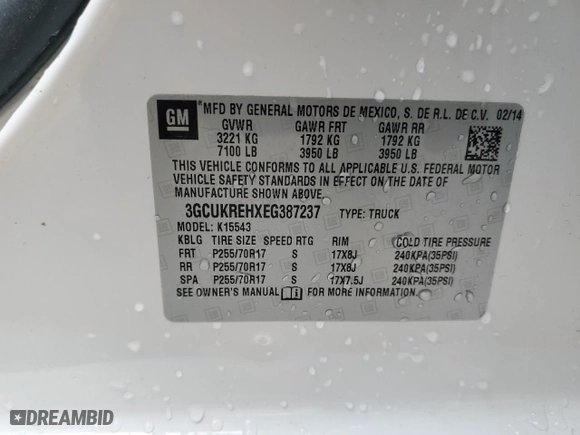 GM *MFD BY GENERAL MOTORS DE MEXICO, S. DE R.L. DE C.V. 02/14
GVWR GAWR FRT GAWR RR
3221 KG 1792 KG 1792 KG
7100 LB 3950 LB 3950 LB
THIS VEHICLE CONFORMS TO ALL APPLICABLE U.S. FEDERAL MOTOR
VEHICLE SAFETY STANDARDS IN EFFECT ON THE DATE OF
MANUFACTURE SHOWN ABOVE.
3GCUKREHXEG387237 TYPE: TRUCK
MODEL: K15543
KBLG TIRE SIZE SPEED RTG RIM COLD TIRE PRESSURE
FRT P255/70R17 S 17X8J 240KPA(35PSI)
RR P255/70R17 S 17X8J 240KPA(35PSI)
SPA P255/70R17 S 17X7.5J 240KPA(35PSI)
SEE OWNER'S MANUAL FOR MORE INFORMATION.
DREAMBID